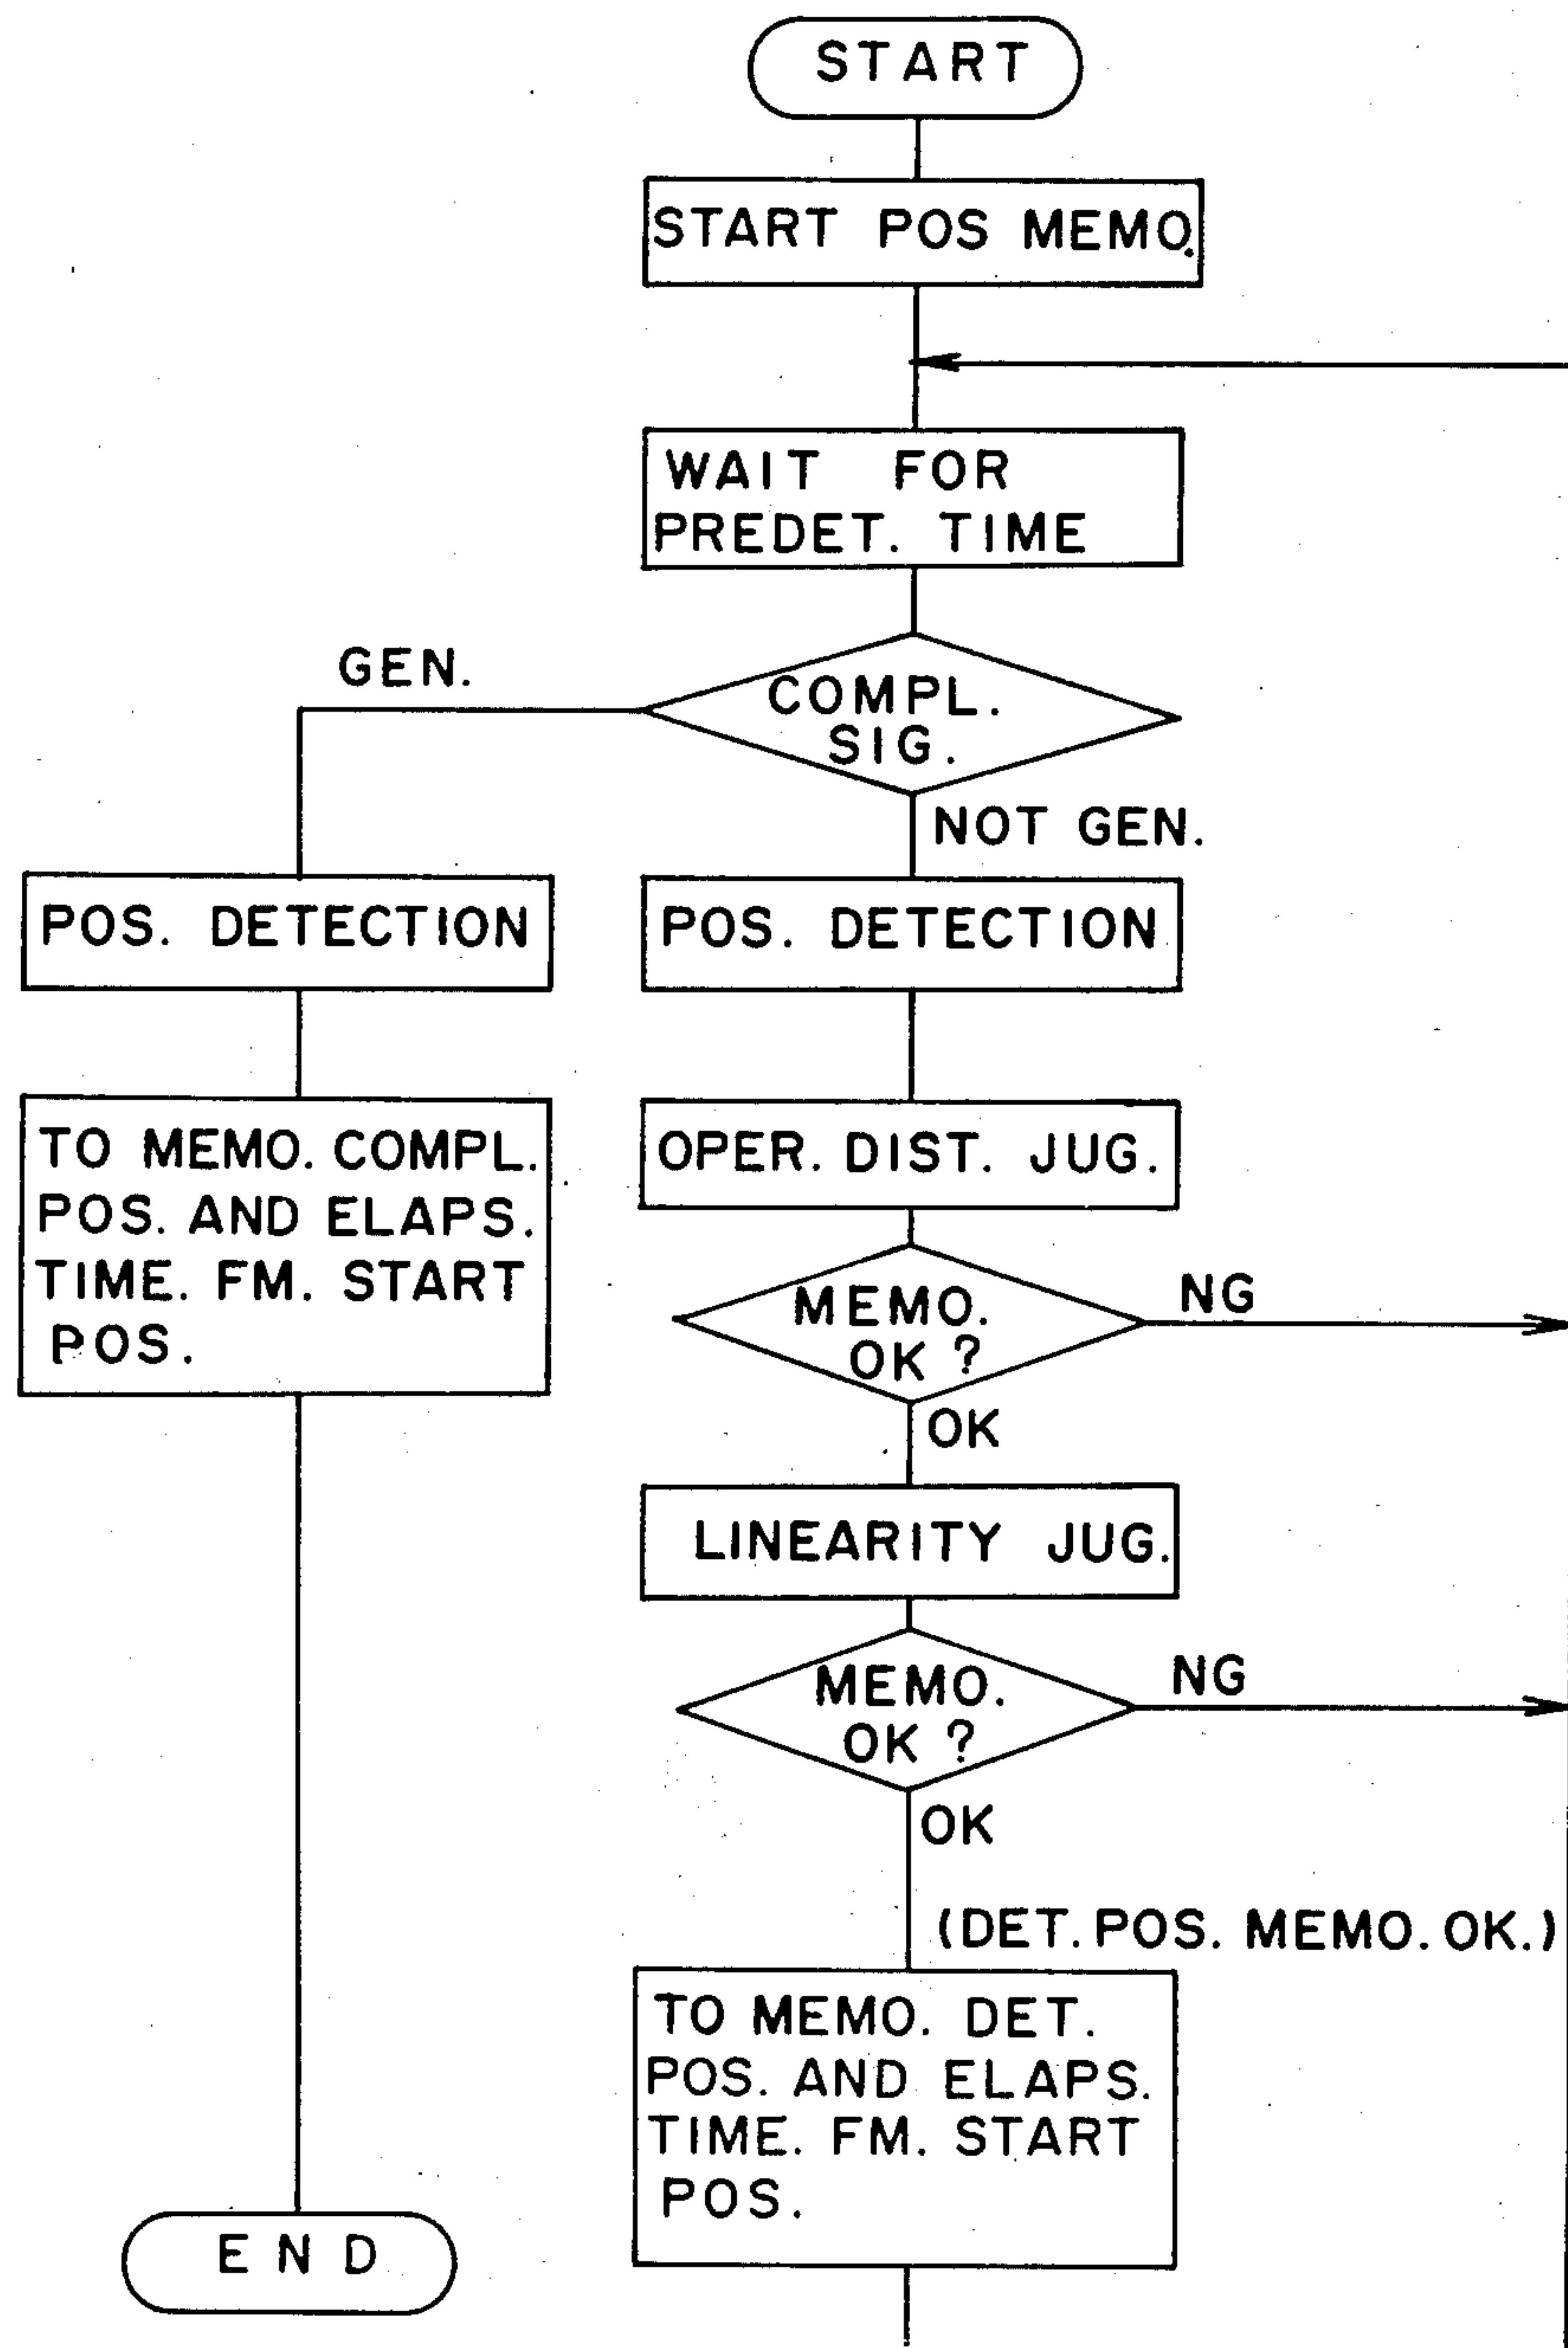 START
START POS MEMO.
WAIT FOR
PREDET. TIME
GEN.
COMPL.
SIG.
NOT GEN.
POS. DETECTION
POS. DETECTION
TO MEMO. COMPL.
POS. AND ELAPS.
TIME. FM. START
POS.
OPER. DIST. JUG.
MEMO.
OK ?
NG
OK
LINEARITY JUG.
MEMO.
OK ?
NG
OK
(DET. POS. MEMO. OK.)
TO MEMO. DET.
POS. AND ELAPS.
TIME. FM. START
POS.
END